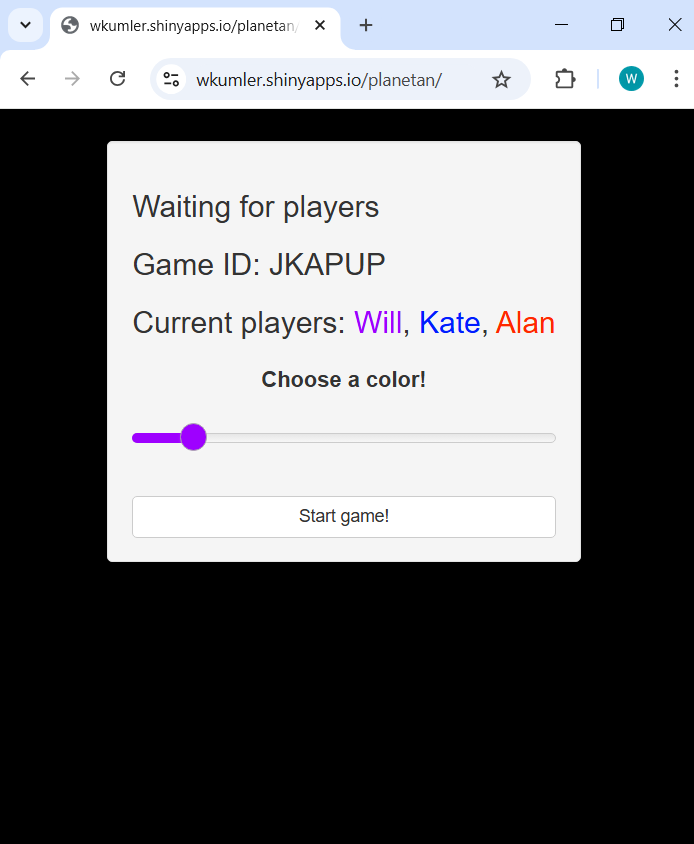 wkumler.shinyapps.io/planetan/
wkumler.shinyapps.io/planetan/
W
Waiting for players
Game ID: JKAPUP
Current players: Will, Kate, Alan
Choose a color!
Start game!